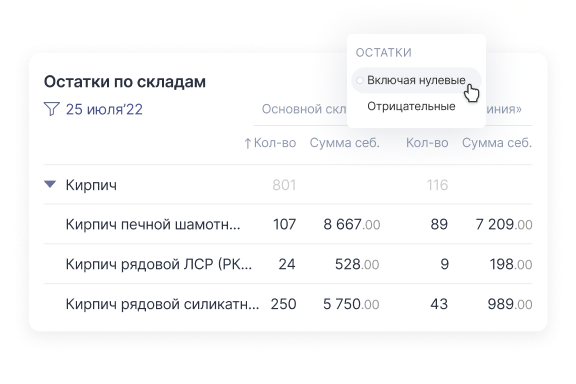 ОСТАТКИ
Включая нулевые
Отрицательные
Остатки по складам
25 июля’22
Основной
↑ Кол-во Сумма себ. Кол-во Сумма себ.
Кирпич 801 116
Кирпич печной шамотн... 107 8 667.00 89 7 209.00
Кирпич рядовой ЛСР (РК... 24 528.00 9 198.00
Кирпич рядовой силикатн... 250 5 750.00 43 989.00